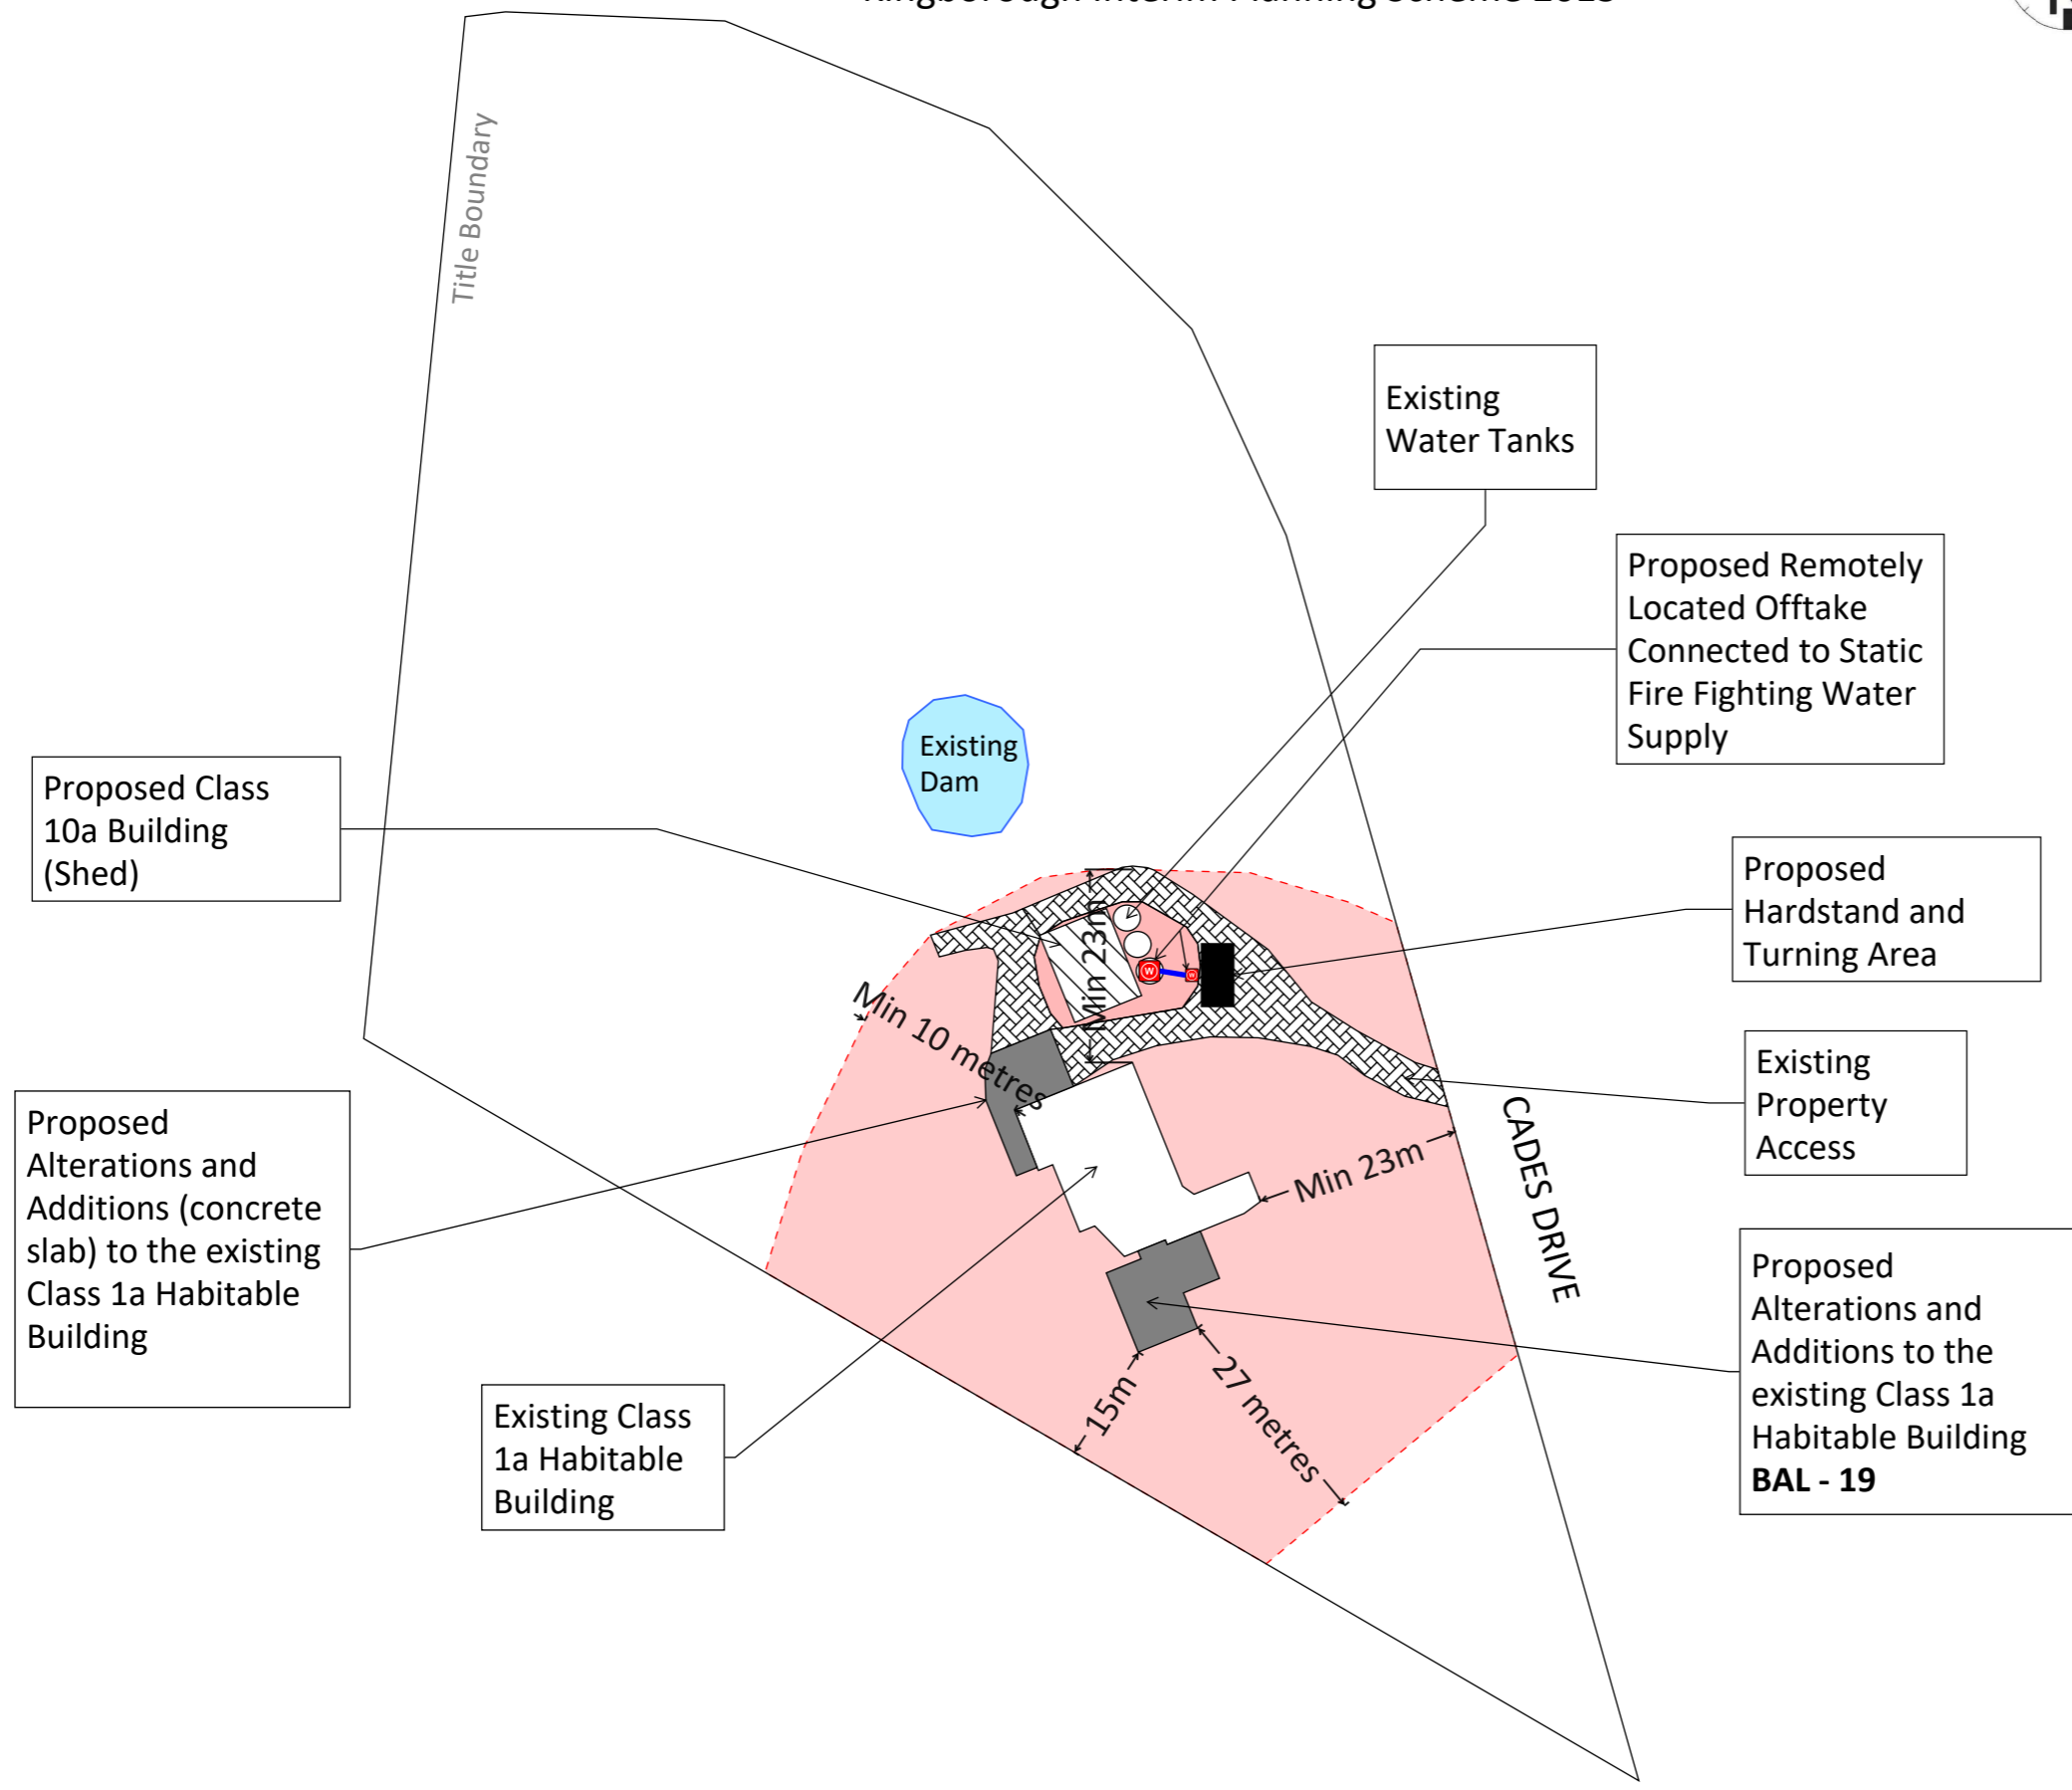 Title Boundary
Existing
Water Tanks
Proposed Remotely
Located Offtake
Connected to Static
Fire Fighting Water
Supply
Existing
Dam
Proposed Class
10a Building
(Shed)
Proposed
Hardstand and
Turning Area
Min 23m
W
W
Min 10 metres
Existing
Property
Access
Proposed
Alterations and
Additions (concrete
slab) to the existing
Class 1a Habitable
Building
CADES DRIVE
Min 23m
Proposed
Alterations and
Additions to the
existing Class 1a
Habitable Building
BAL - 19
15m
27 metres
Existing Class
1a Habitable
Building